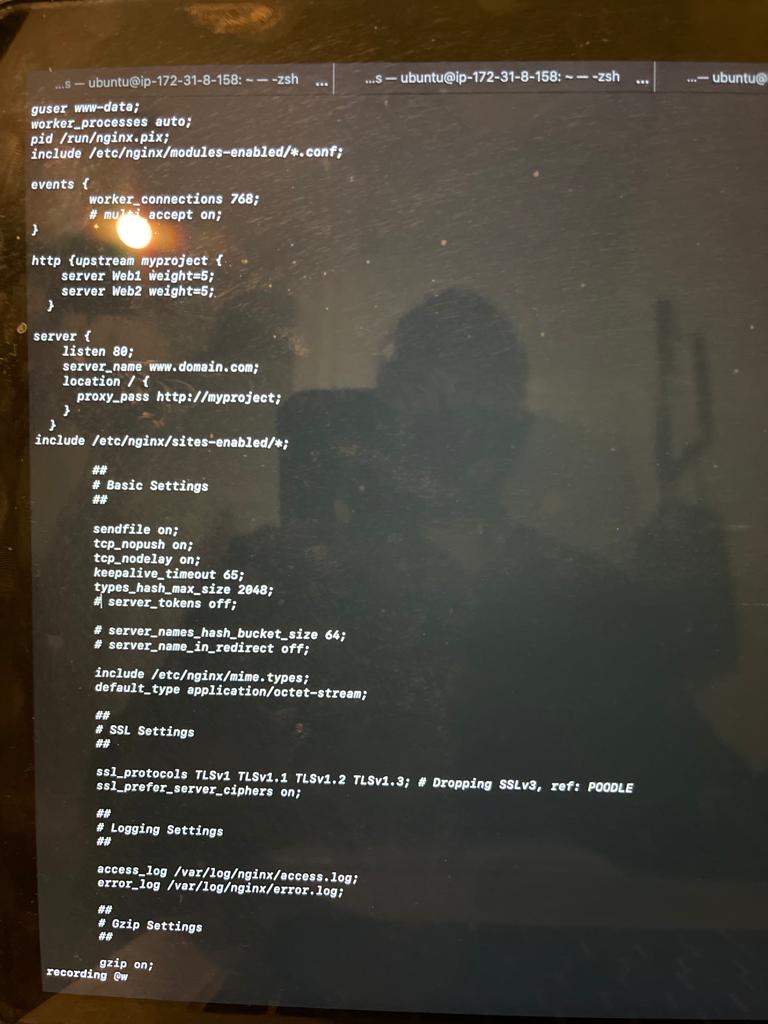 ...s — ubuntu@ip-172-31-8-158: ~ — -zsh ... ...s — ubuntu@ip-172-31-8-158: ~ — -zsh ... ...— ubuntu@
guser www-data;
worker_processes auto;
pid /run/nginx.pix;
include /etc/nginx/modules-enabled/*.conf;
events {
worker_connections 768;
# multi_accept on;
}
http {upstream myproject {
server Web1 weight=5;
server Web2 weight=5;
}
server {
listen 80;
server_name www.domain.com;
location / {
proxy_pass http://myproject;
}
}
include /etc/nginx/sites-enabled/*;
##
# Basic Settings
##
sendfile on;
tcp_nopush on;
tcp_nodelay on;
keepalive_timeout 65;
types_hash_max_size 2048;
# server_tokens off;
# server_names_hash_bucket_size 64;
# server_name_in_redirect off;
include /etc/nginx/mime.types;
default_type application/octet-stream;
##
# SSL Settings
##
ssl_protocols TLSv1 TLSv1.1 TLSv1.2 TLSv1.3; # Dropping SSLv3, ref: POODLE
ssl_prefer_server_ciphers on;
##
# Logging Settings
##
access_log /var/log/nginx/access.log;
error_log /var/log/nginx/error.log;
##
# Gzip Settings
##
gzip on;
recording @w